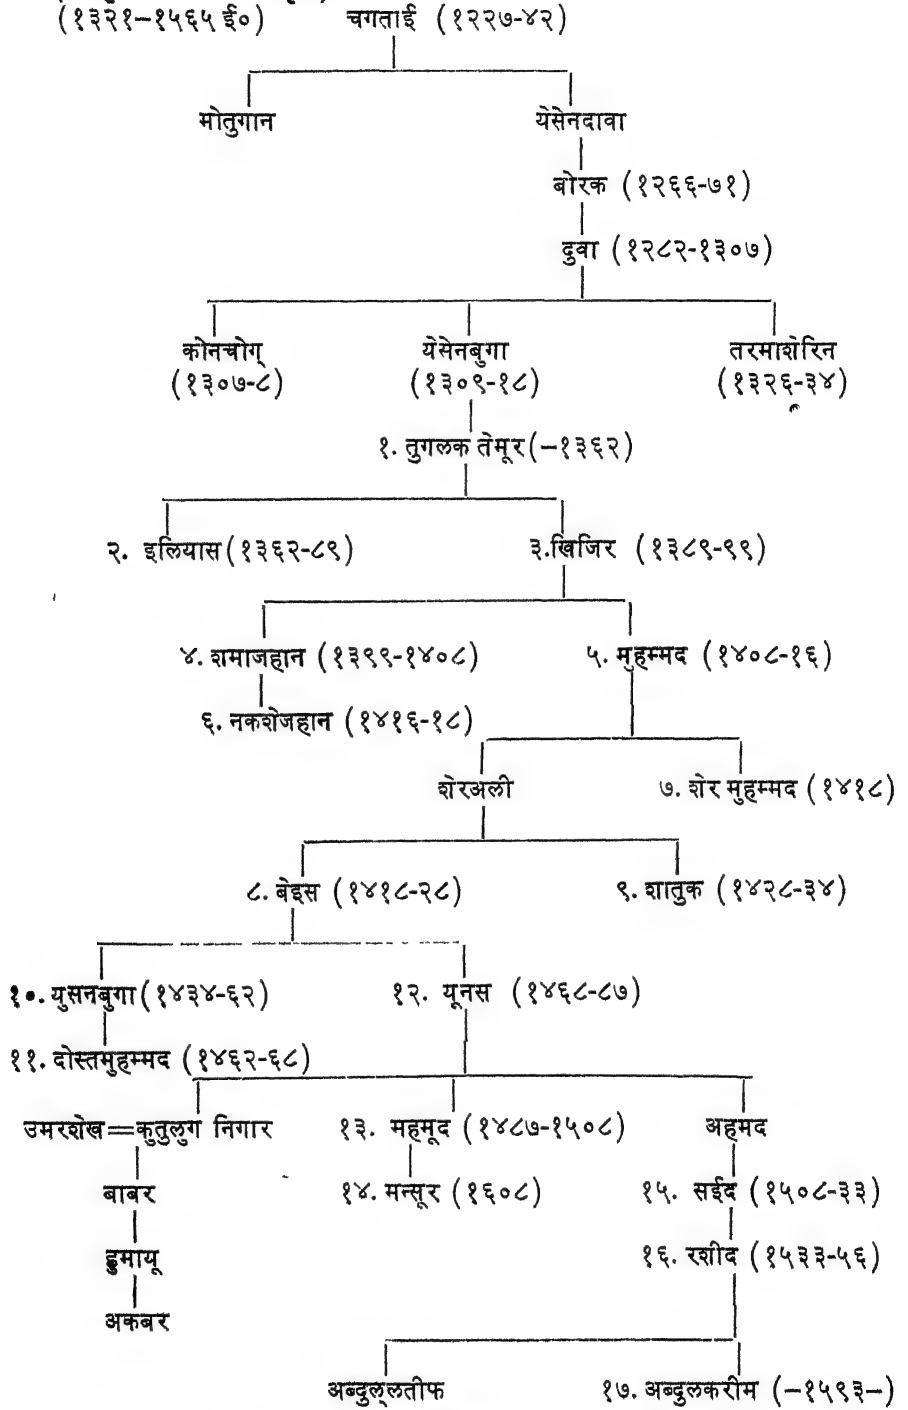 (१३२१–१५६५ ई०) चगताई (१२२७-४२)
मोतुगान येसेनदावा
बोरक (१२६६-७१)
दुवा (१२८२-१३०७)
कोनचोग् येसेनबुगा तरमाशेरिन
(१३०७-८) (१३०९-१८) (१३२६-३४)
१. तुगलक तेमूर (–१३६२)
२. इलियास (१३६२-८९) ३.खिजिर (१३८९-९९)
४. शमाजहान (१३९९-१४०८) ५. मुहम्मद (१४०८-१६)
६. नकशेजहान (१४१६-१८)
शेरअली ७. शेर मुहम्मद (१४१८)
८. बेइस (१४१८-२८) ९. शातुक (१४२८-३४)
१०. युसनबुगा (१४३४-६२) १२. यूनस (१४६८-८७)
११. दोस्तमुहम्मद (१४६२-६८)
उमरशेख=कुतुलुग निगार १३. महमूद (१४८७-१५०८) अहमद
बाबर १४. मन्सूर (१६०८) १५. सईद (१५०८-३३)
हुमायू १६. रशीद (१५३३-५६)
अकबर
अब्दुल्लतीफ १७. अब्दुलकरीम (–१५९३–)